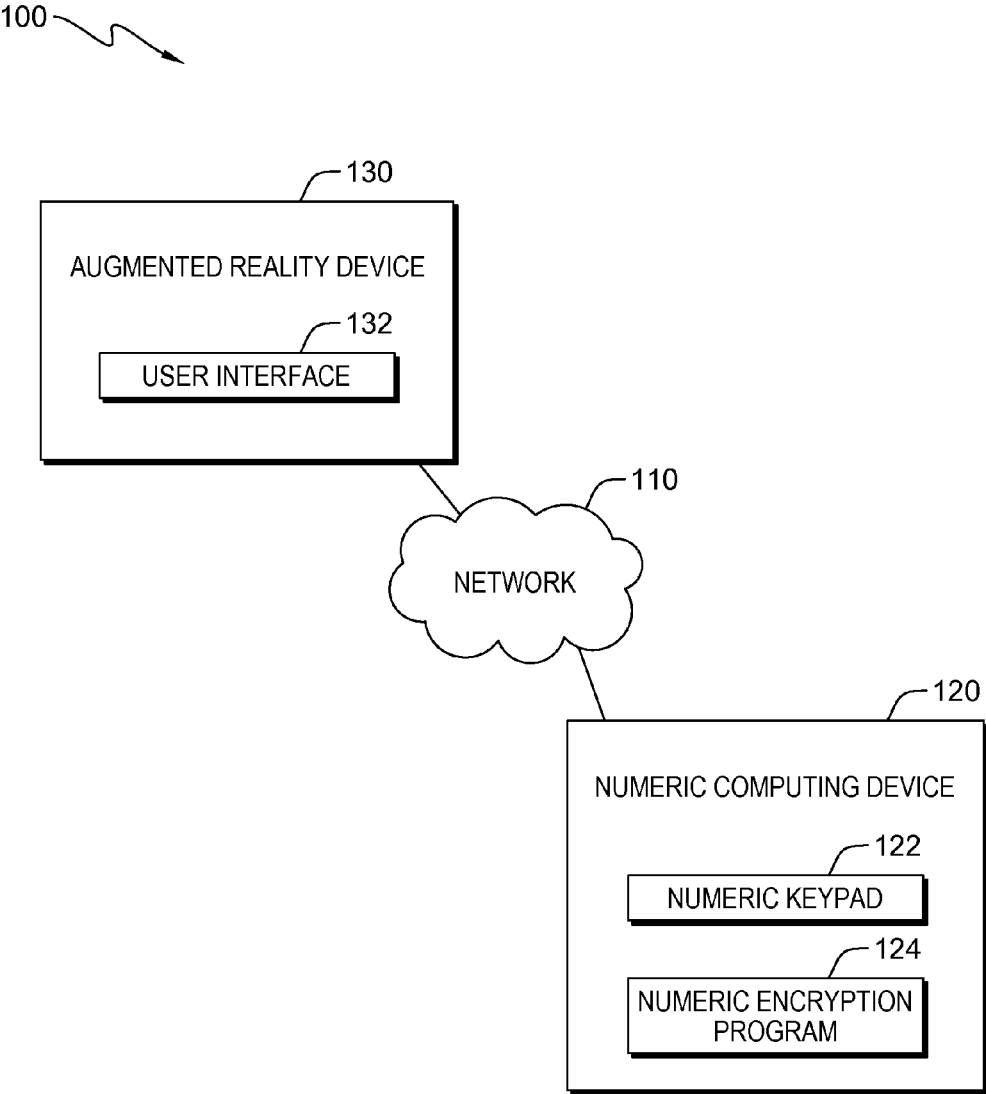 100
130
AUGMENTED REALITY DEVICE
132
USER INTERFACE
110
NETWORK
120
NUMERIC COMPUTING DEVICE
122
NUMERIC KEYPAD
124
NUMERIC ENCRYPTION
PROGRAM